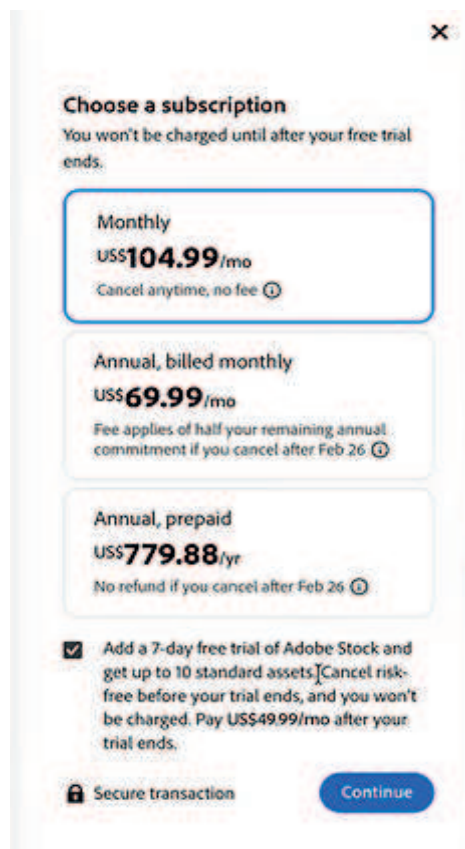 Choose a subscription
You won't be charged until after your free trial
ends.
Monthly
US$104.99/mo
Cancel anytime, no fee
Annual, billed monthly
US$69.99/mo
Fee applies of half your remaining annual
commitment if you cancel after Feb 26
Annual, prepaid
US$779.88/yr
No refund if you cancel after Feb 26
Add a 7-day free trial of Adobe Stock and
get up to 10 standard assets. Cancel risk-
free before your trial ends, and you won't
be charged. Pay US$49.99/mo after your
trial ends.
Secure transaction
Continue